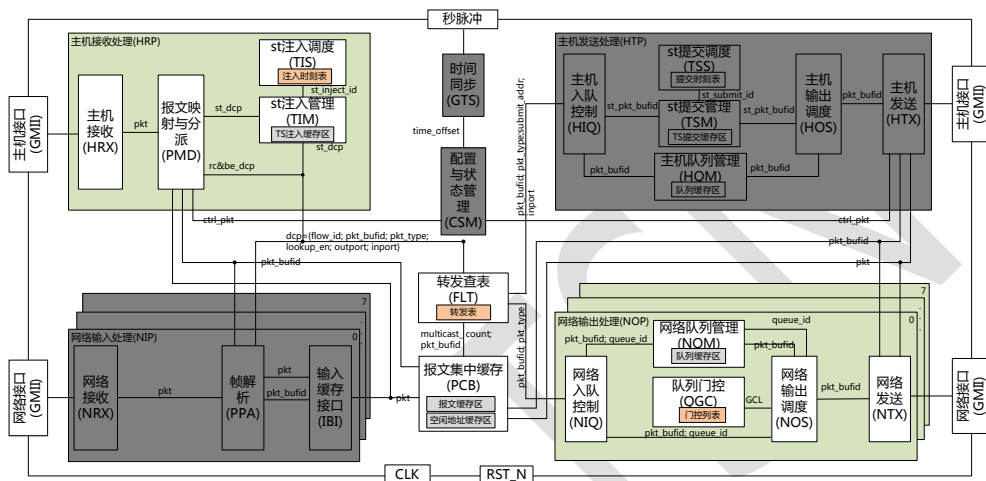 秒脉冲
主机接收处理(HRP)
st注入调度
(TIS)
注入时刻表
st_inject_id
主机
接收
(HRX)
pkt
报文映
射与分
派
(PMD)
st_dcp
st注入管理
(TIM)
TS注入缓存区
st_dcp
rc&be_dcp
主机接口
(GMII)
时间
同步
(GTS)
time_offset
配置
与状
态管
理
(CSM)
ctrl_pkt
主机发送处理(HTP)
st提交调度
(TSS)
提交时刻表
st_submit_id
主机
入队
控制
(HIQ)
st_pkt_bufid
st提交管理
(TSM)
TS提交缓存区
st_pkt_bufid
主机
输出
调度
(HOS)
pkt_bufid
主机
发送
(HTX)
pkt_bufid
主机队列管理
(HQM)
队列缓存区
pkt_bufid
主机接口
(GMII)
pkt_bufid; pkt_type;submit_addr;
inport
ctrl_pkt
dcp={flow_id; pkt_bufid; pkt_type;
lookup_en; outport; inport}
pkt_bufid
pkt_bufid
pkt
转发查表
(FLT)
转发表
multicast_count;
pkt_bufid
pkt_bufid; pkt_type
7
0
网络输入处理(NIP)
网络
接收
(NRX)
pkt
帧解
析
(PPA)
pkt
pkt_bufid
输入
缓存
接口
(IBI)
pkt
报文集中缓存
(PCB)
报文缓存区
空闲地址缓存区
网络接口
(GMII)
7
0
网络输出处理(NOP)
网络队列管理
(NQM)
队列缓存区
queue_id
pkt_bufid; queue_id
pkt_bufid
网络
入队
控制
(NIQ)
队列门控
(QGC)
门控列表
GCL
网络
输出
调度
(NOS)
pkt_bufid
网络
发送
(NTX)
pkt_bufid; queue_id
网络接口
(GMII)
CLK
RST_N